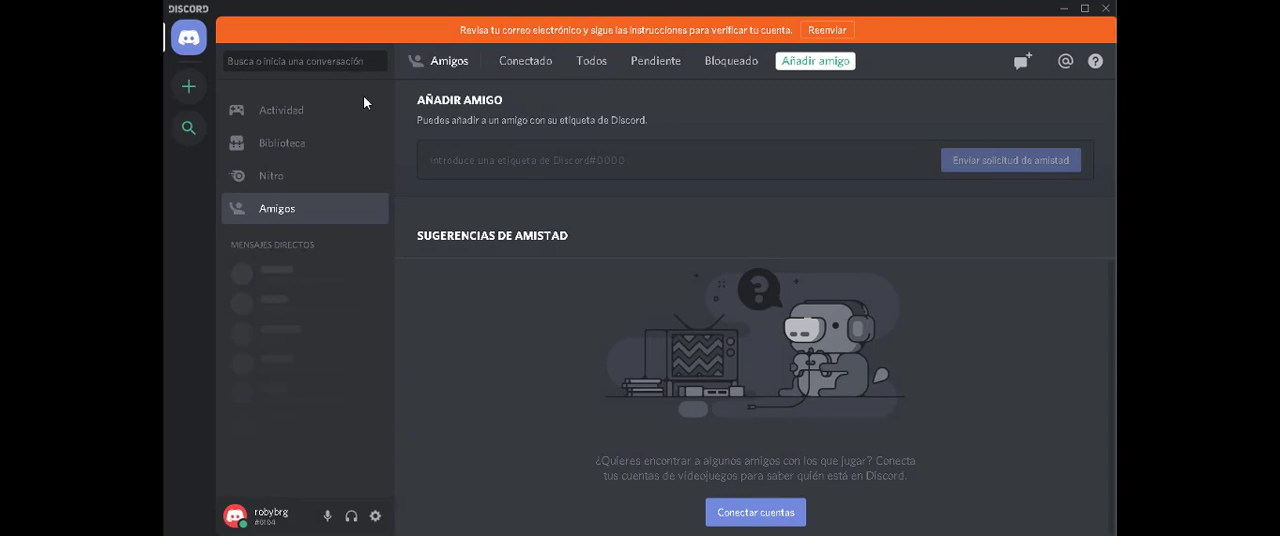 DISCORD
Revisa tu correo electrónico y sigue las instrucciones para verificar tu cuenta. Reenviar
Busca o inicia una conversación
Amigos Conectado Todos Pendiente Bloqueado Añadir amigo
Actividad
Biblioteca
Nitro
Amigos
MENSAJES DIRECTOS
AÑADIR AMIGO
Puedes añadir a un amigo con su etiqueta de Discord.
Introduce una etiqueta de Discord#0000 Enviar solicitud de amistad
SUGERENCIAS DE AMISTAD
¿Quieres encontrar a algunos amigos con los que jugar? Conecta
tus cuentas de videojuegos para saber quién está en Discord.
Conectar cuentas
robybrg